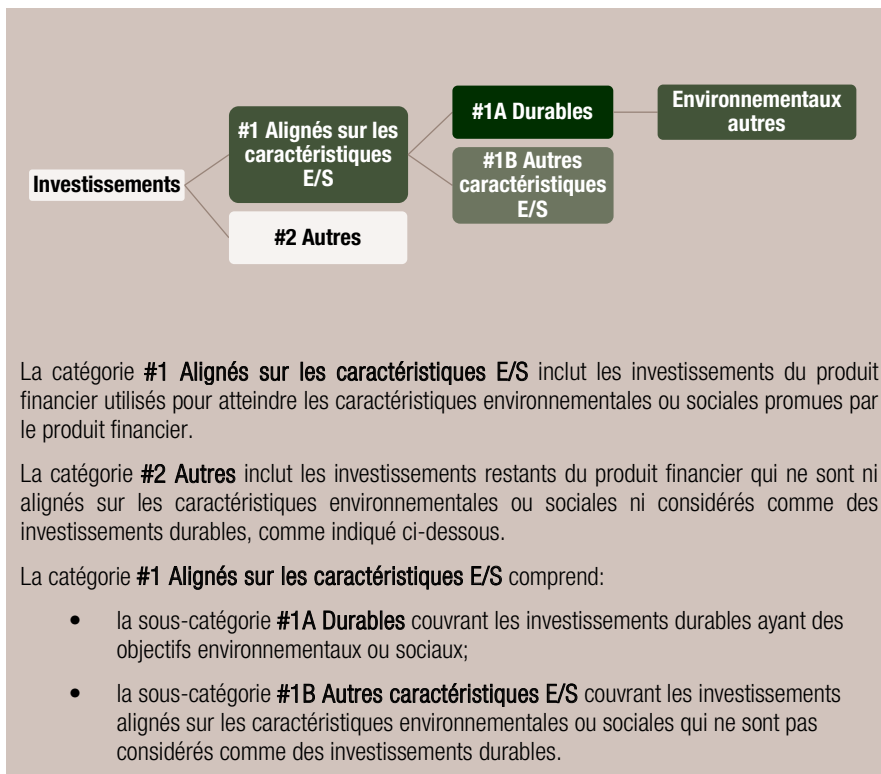 Investissements
#1 Alignés sur les
caractéristiques
E/S
#2 Autres
#1A Durables
#1B Autres
caractéristiques
E/S
Environnementaux
autres
La catégorie #1 Alignés sur les caractéristiques E/S inclut les investissements du produit
financier utilisés pour atteindre les caractéristiques environnementales ou sociales promues par
le produit financier.
La catégorie #2 Autres inclut les investissements restants du produit financier qui ne sont ni
alignés sur les caractéristiques environnementales ou sociales ni considérés comme des
investissements durables, comme indiqué ci-dessous.
La catégorie #1 Alignés sur les caractéristiques E/S comprend:
• la sous-catégorie #1A Durables couvrant les investissements durables ayant des
objectifs environnementaux ou sociaux;
• la sous-catégorie #1B Autres caractéristiques E/S couvrant les investissements
alignés sur les caractéristiques environnementales ou sociales qui ne sont pas
considérés comme des investissements durables.